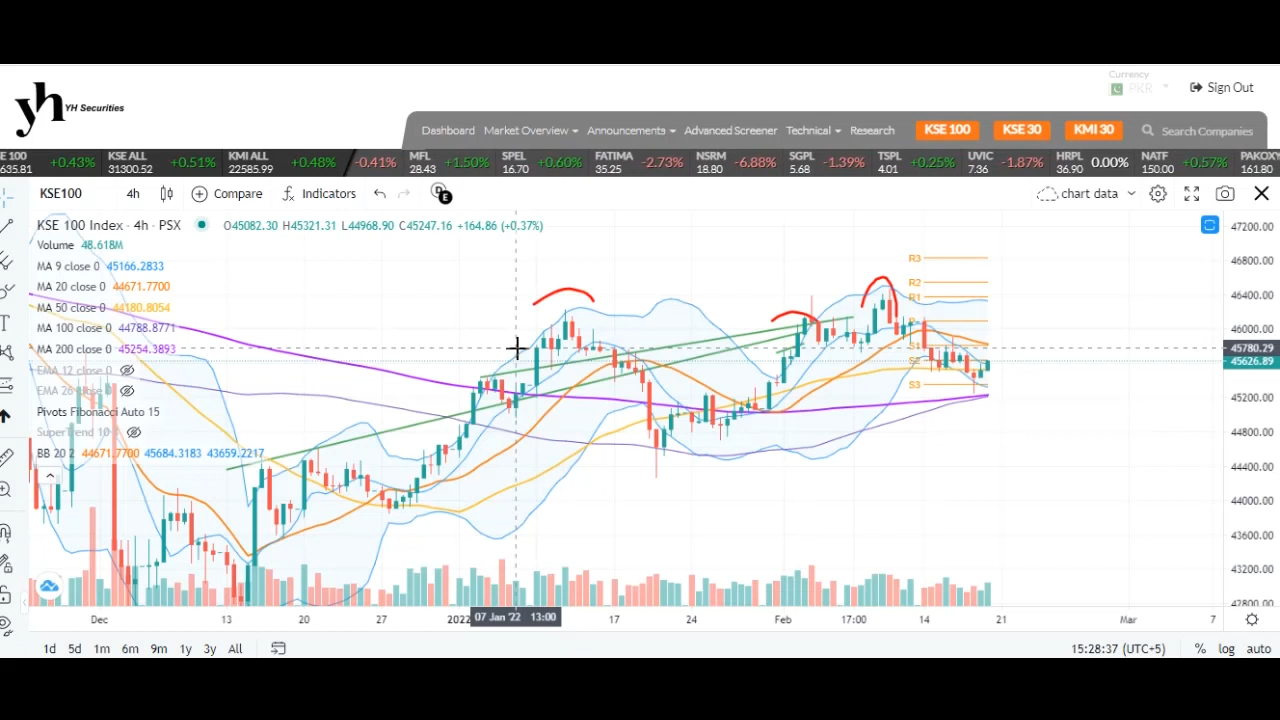 Currency
PKR
Sign Out
yh YH Securities
Dashboard Market Overview Announcements Advanced Screener Technical Research KSE 100 KSE 30 KMI 30 Search Companies
E 100 +0.43% KSE ALL +0.51% KMI ALL +0.48% -0.41% MFL +1.50% SPEL +0.60% FATIMA -2.73% NSRM -6.88% SGPL -1.39% TSPL +0.25% UVIC -1.87% HRPL 0.00% NATF +0.57% PAKOXY
635.81 31300.52 22585.99 28.43 16.70 35.25 18.80 5.68 4.01 7.36 36.90 150.00 161.80
KSE100 4h Compare Indicators D E chart data
KSE 100 Index · 4h · PSX O45082.30 H45321.31 L44968.90 C45247.16 +164.86 (+0.37%)
Volume 48.618M
MA 9 close 0 45166.2833
MA 20 close 0 44671.7700
MA 50 close 0 44180.8054
MA 100 close 0 44788.8771
MA 200 close 0 45254.3893
EMA 12 close 0
EMA 26 close 0
Pivots Fibonacci Auto 15
SuperTrend 10
BB 20 2 44671.7700 45684.3183 43659.2217
R3
R2
R1
P
S1
S2
S3
47200.00
46800.00
46400.00
46000.00
45780.29
45626.89
45200.00
44800.00
44400.00
44000.00
43600.00
43200.00
42800.00
Dec 13 20 27 2022 07 Jan '22 13:00 17 24 Feb 17:00 14 21 Mar 7
1d 5d 1m 6m 9m 1y 3y All 15:28:37 (UTC+5) % log auto